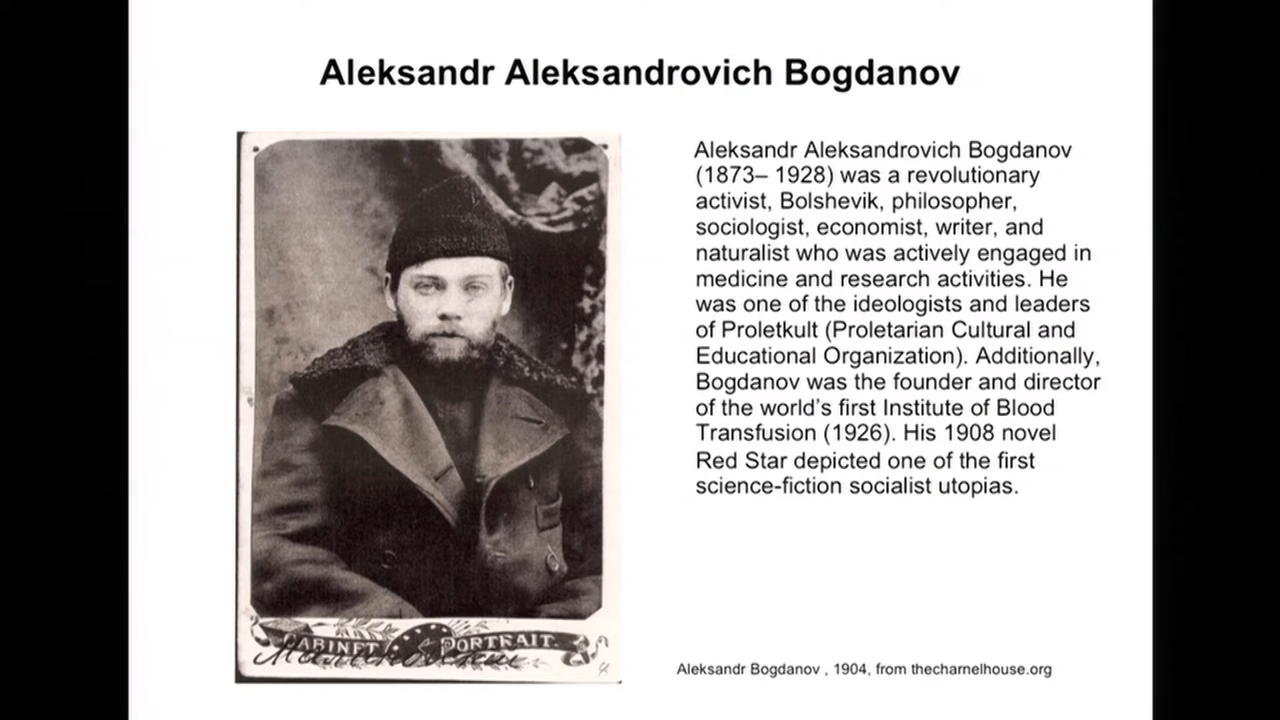 Aleksandr Aleksandrovich Bogdanov
Aleksandr Aleksandrovich Bogdanov
(1873– 1928) was a revolutionary
activist, Bolshevik, philosopher,
sociologist, economist, writer, and
naturalist who was actively engaged in
medicine and research activities. He
was one of the ideologists and leaders
of Proletkult (Proletarian Cultural and
Educational Organization). Additionally,
Bogdanov was the founder and director
of the world's first Institute of Blood
Transfusion (1926). His 1908 novel
Red Star depicted one of the first
science-fiction socialist utopias.
CABINET PORTRAIT.
Aleksandr Bogdanov , 1904, from thecharnelhouse.org